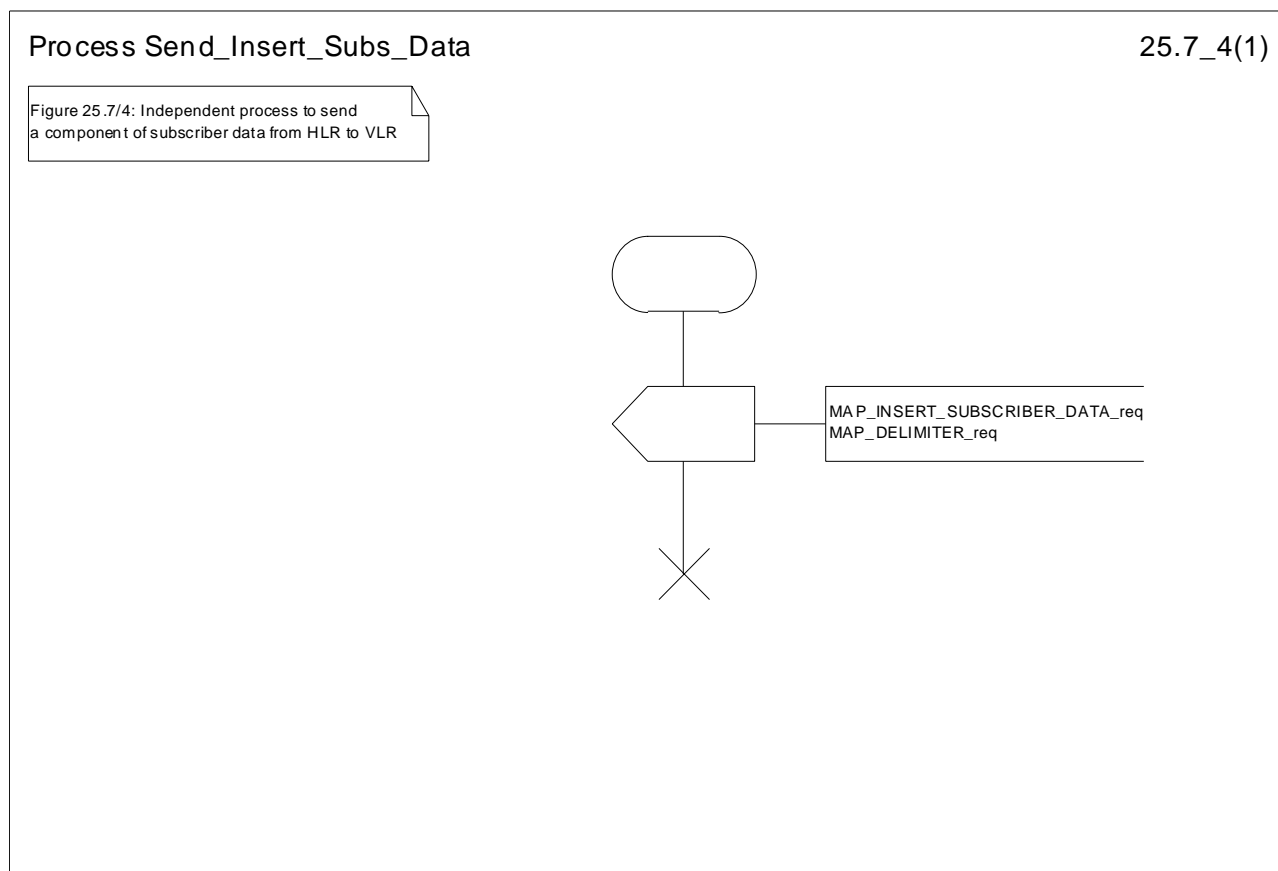 Process Send_Insert_Subs_Data
25.7_4(1)
Figure 25.7/4: Independent process to send
a component of subscriber data from HLR to VLR
MAP_INSERT_SUBSCRIBER_DATA_req
MAP_DELIMITER_req